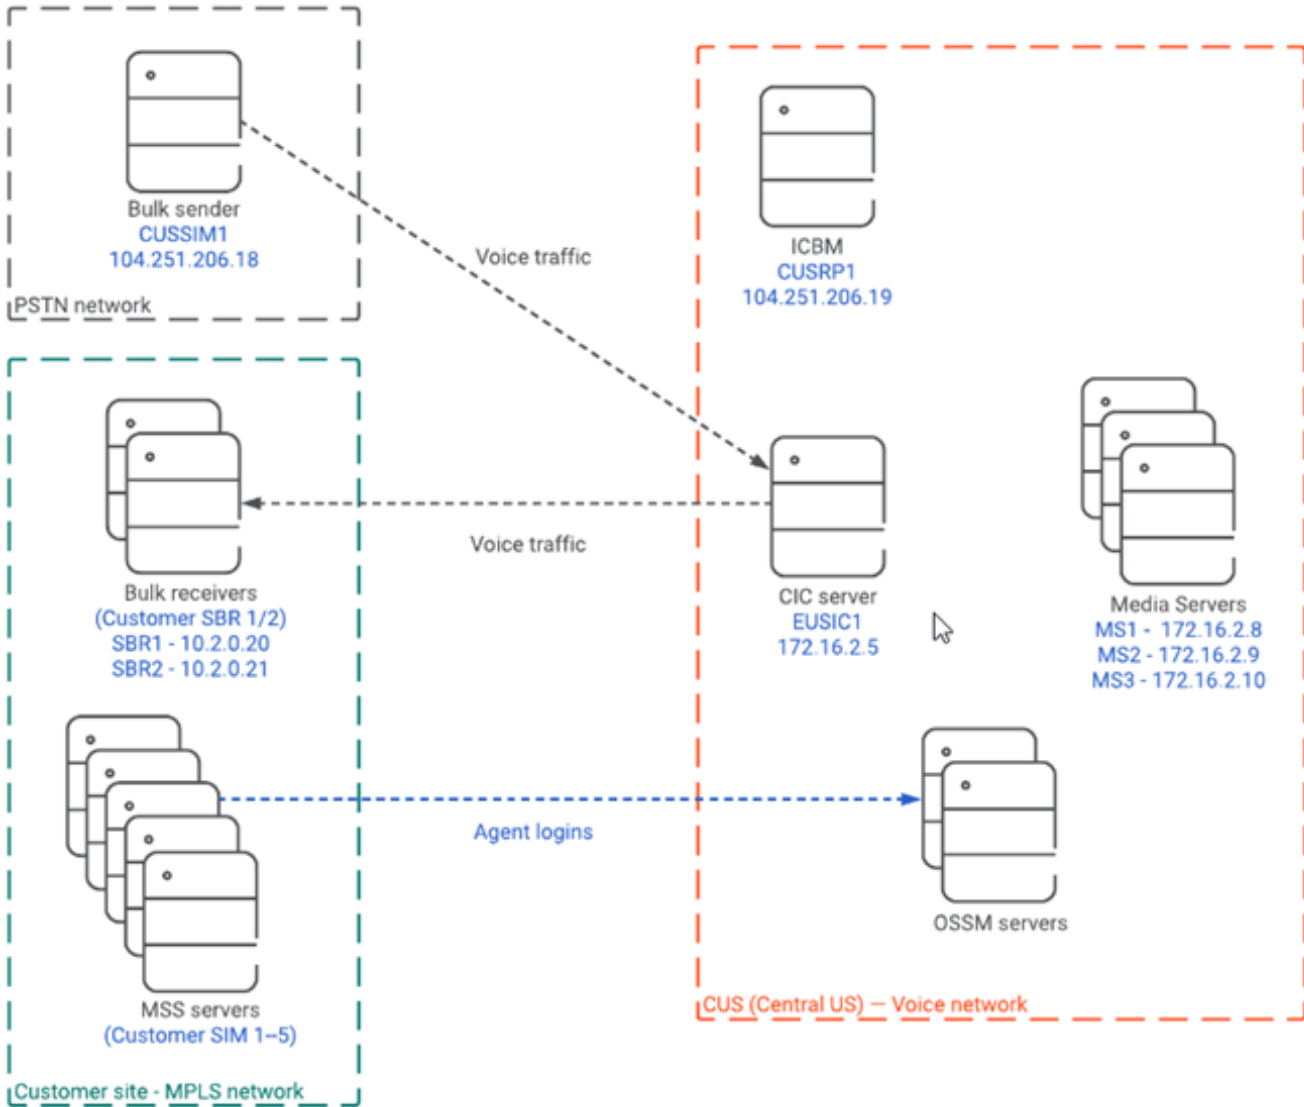 Bulk sender
CUSSIM1
104.251.206.18
PSTN network
Voice traffic
ICBM
CUSRP1
104.251.206.19
Bulk receivers
(Customer SBR 1/2)
SBR1 - 10.2.0.20
SBR2 - 10.2.0.21
Voice traffic
CIC server
EUSIC1
172.16.2.5
Media Servers
MS1 - 172.16.2.8
MS2 - 172.16.2.9
MS3 - 172.16.2.10
MSS servers
(Customer SIM 1–5)
Customer site - MPLS network
Agent logins
OSSM servers
CUS (Central US) — Voice network